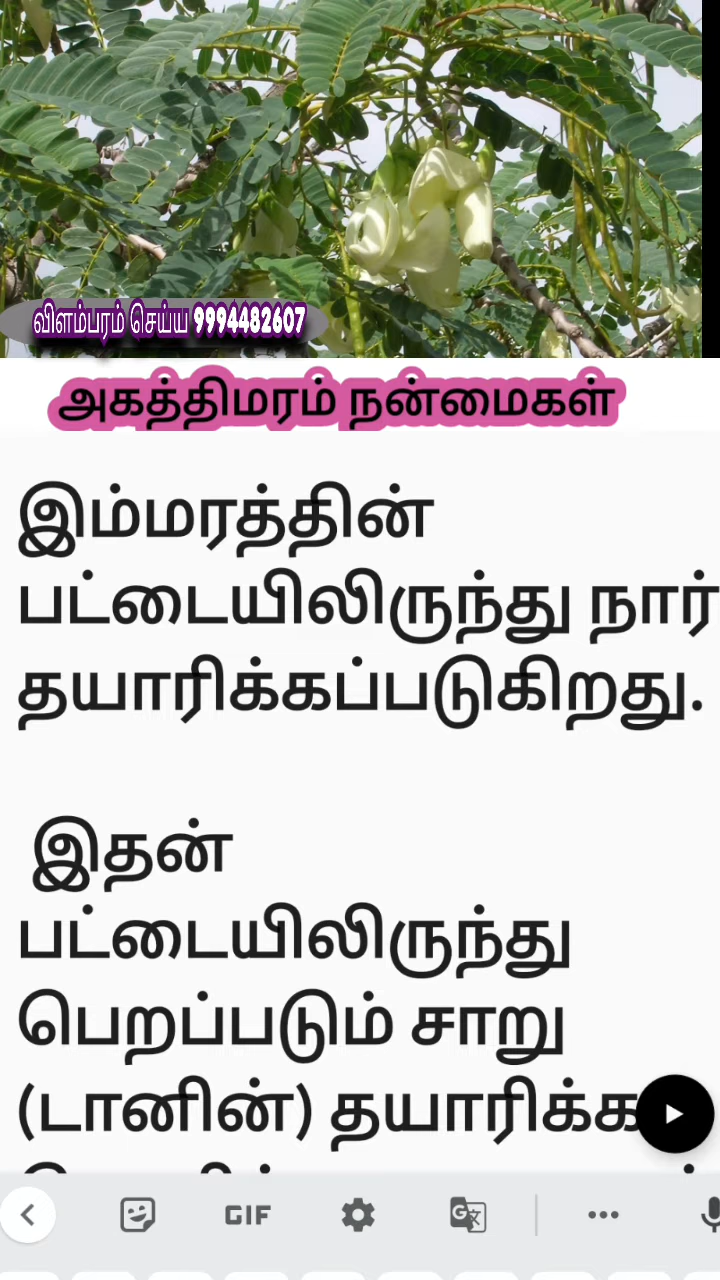 விளம்பரம் செய்ய 9994482607
அகத்திமரம் நன்மைகள்
இம்மரத்தின்
பட்டையிலிருந்து நார்
தயாரிக்கப்படுகிறது.
இதன்
பட்டையிலிருந்து
பெறப்படும் சாறு
(டானின்) தயாரிக்க
GIF